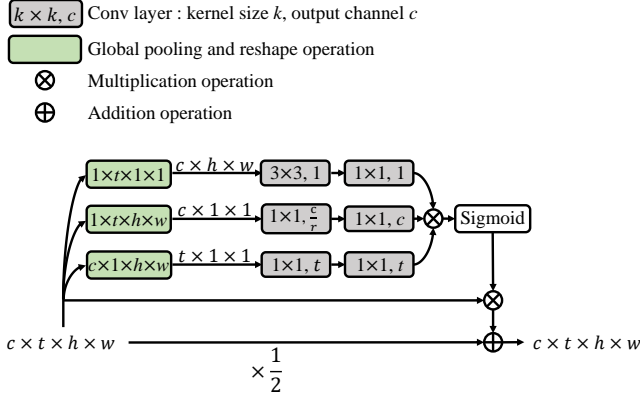 k × k, c Conv layer : kernel size k, output channel c
Global pooling and reshape operation
Multiplication operation
Addition operation
1×t×1×1 c × h × w 3×3, 1 1×1, 1
1×t×h×w c × 1 × 1 1×1, c/r 1×1, c Sigmoid
c×1×h×w t × 1 × 1 1×1, t 1×1, t
c × t × h × w c × t × h × w
× 1/2